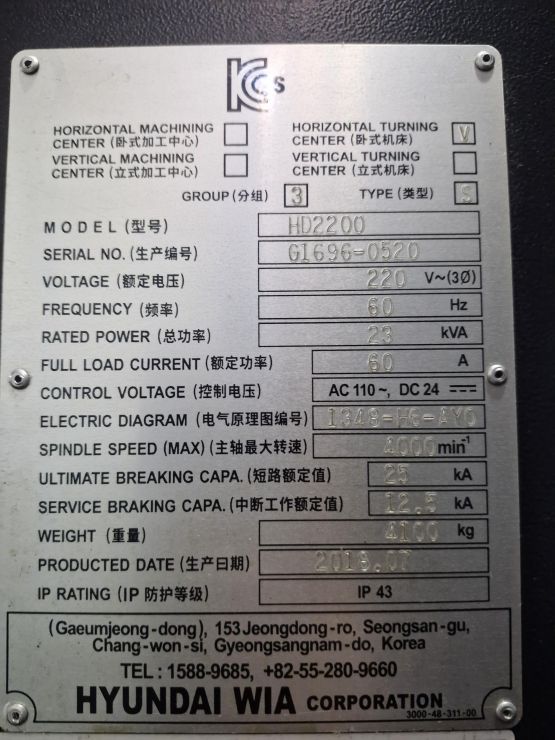 KCs
HORIZONTAL MACHINING CENTER (卧式加工中心)
HORIZONTAL TURNING CENTER (卧式机床) V
VERTICAL MACHINING CENTER (立式加工中心)
VERTICAL TURNING CENTER (立式机床)
GROUP (分组) 3 TYPE (类型) S
MODEL (型号) HD2200
SERIAL NO. (生产编号) G1696-0520
VOLTAGE (额定电压) 220 V~(3Ø)
FREQUENCY (频率) 60 Hz
RATED POWER (总功率) 23 kVA
FULL LOAD CURRENT (额定功率) 60 A
CONTROL VOLTAGE (控制电压) AC 110 ~, DC 24
ELECTRIC DIAGRAM (电气原理图编号) 1348-H6-AY0
SPINDLE SPEED (MAX) (主轴最大转速) 4000 min⁻¹
ULTIMATE BREAKING CAPA. (短路额定值) 25 kA
SERVICE BRAKING CAPA. (中断工作额定值) 12.5 kA
WEIGHT (重量) 4100 kg
PRODUCTED DATE (生产日期) 2018.07
IP RATING (IP 防护等级) IP 43
(Gaeumjeong-dong), 153 Jeongdong-ro, Seongsan-gu,
Chang-won-si, Gyeongsangnam-do, Korea
TEL : 1588-9685, +82-55-280-9660
HYUNDAI WIA CORPORATION
3000-48-311-00